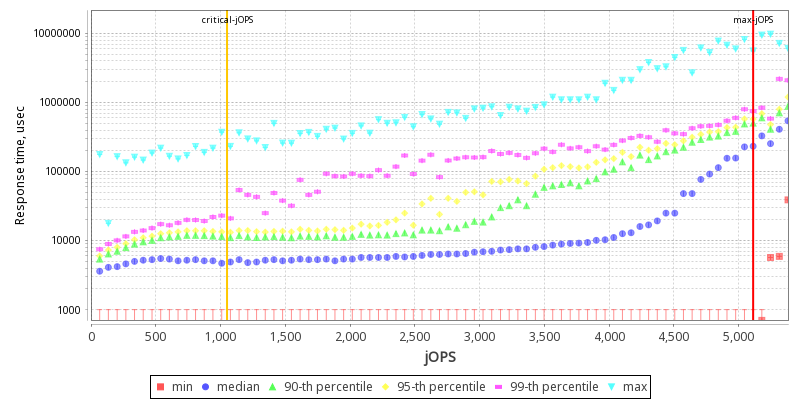 critical-jOPS max-jOPS
Response time, usec
10000000
1000000
100000
10000
1000
0 500 1,000 1,500 2,000 2,500 3,000 3,500 4,000 4,500 5,000
jOPS
min median 90-th percentile 95-th percentile 99-th percentile max